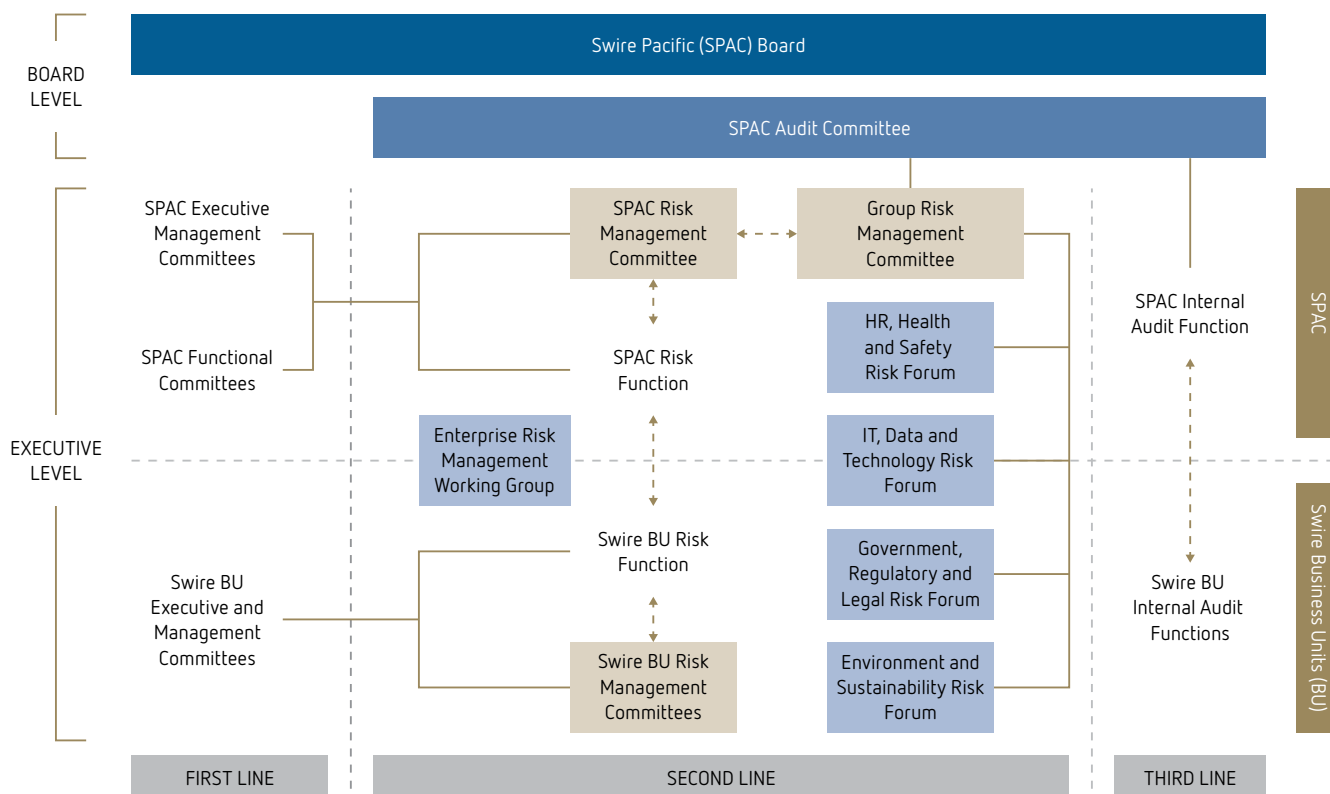 Swire Pacific (SPAC) Board
BOARD
LEVEL
SPAC Audit Committee
SPAC Executive
Management
Committees
SPAC Risk
Management
Committee
Group Risk
Management
Committee
SPAC
HR, Health
and Safety
Risk Forum
SPAC Internal
Audit Function
SPAC Functional
Committees
SPAC Risk
Function
EXECUTIVE
LEVEL
Enterprise Risk
Management
Working Group
IT, Data and
Technology Risk
Forum
Swire BU Risk
Function
Government,
Regulatory and
Legal Risk Forum
Swire BU
Executive and
Management
Committees
Swire BU
Internal Audit
Functions
Swire Business Units (BU)
Swire BU Risk
Management
Committees
Environment and
Sustainability Risk
Forum
FIRST LINE
SECOND LINE
THIRD LINE